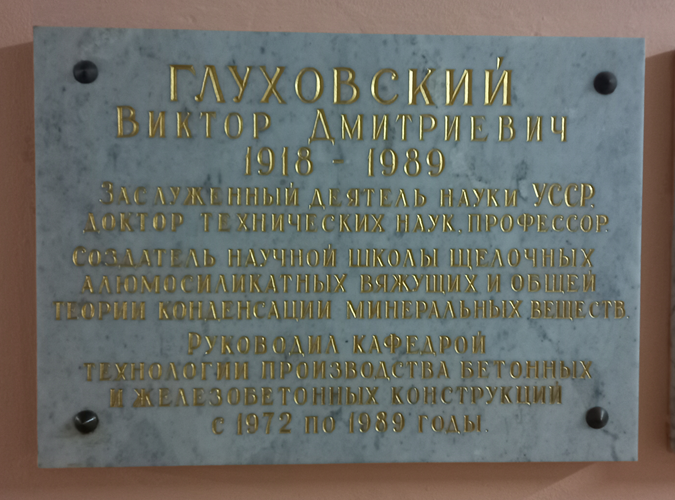 ГЛУХОВСКИЙ
ВИКТОР ДМИТРИЕВИЧ
1918 - 1989
ЗАСЛУЖЕННЫЙ ДЕЯТЕЛЬ НАУКИ УССР,
ДОКТОР ТЕХНИЧЕСКИХ НАУК, ПРОФЕССОР.
СОЗДАТЕЛЬ НАУЧНОЙ ШКОЛЫ ЩЕЛОЧНЫХ
АЛЮМОСИЛИКАТНЫХ ВЯЖУЩИХ И ОБЩЕЙ
ТЕОРИИ КОНДЕНСАЦИИ МИНЕРАЛЬНЫХ ВЕЩЕСТВ.
РУКОВОДИЛ КАФЕДРОЙ
ТЕХНОЛОГИИ ПРОИЗВОДСТВА БЕТОННЫХ
И ЖЕЛЕЗОБЕТОННЫХ КОНСТРУКЦИЙ
С 1972 ПО 1989 ГОДЫ.